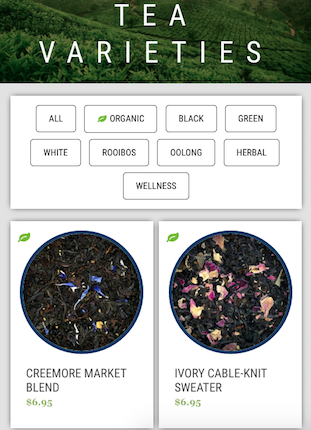 TEA
VARIETIES
ALL
ORGANIC
BLACK
GREEN
WHITE
ROOIBOS
OOLONG
HERBAL
WELLNESS
CREEMORE MARKET
BLEND
$6.95
IVORY CABLE-KNIT
SWEATER
$6.95